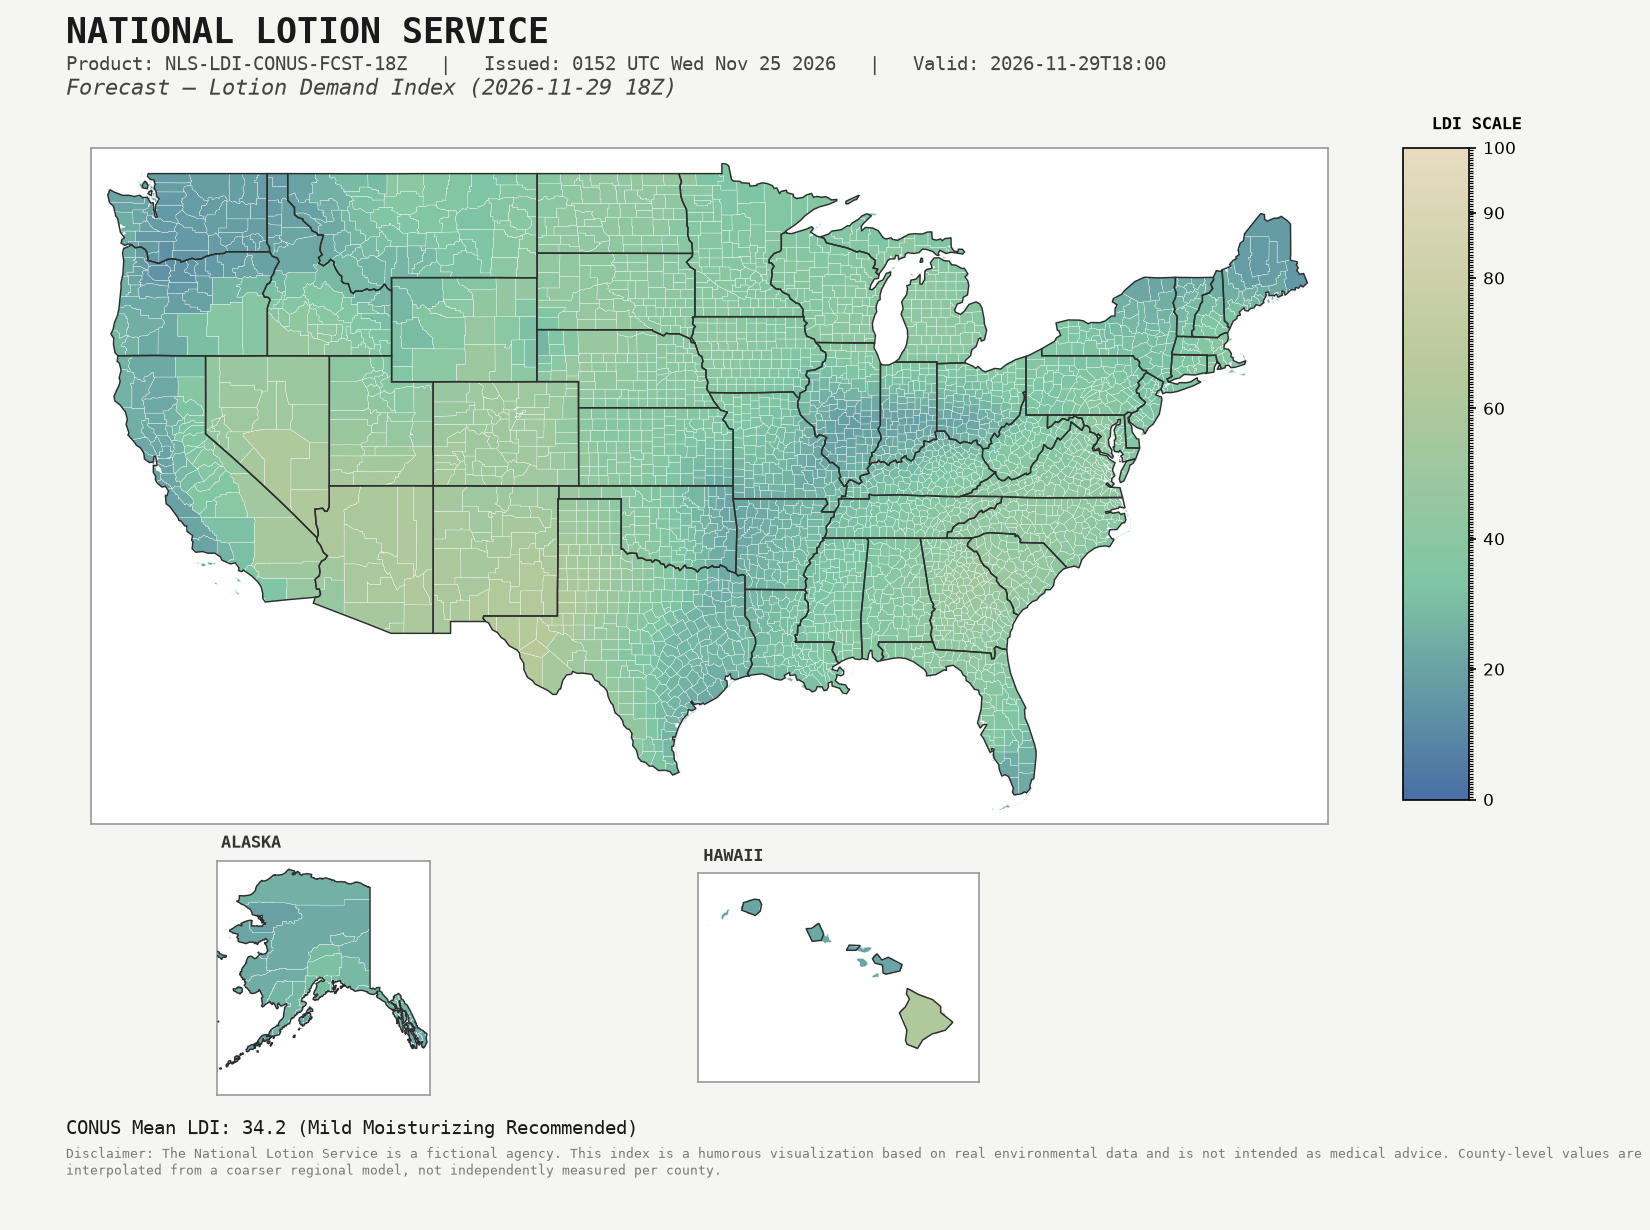 NATIONAL LOTION SERVICE
Product: NLS-LDI-CONUS-FCST-18Z   |   Issued: 0152 UTC Wed Nov 25 2026   |   Valid: 2026-11-29T18:00
Forecast — Lotion Demand Index (2026-11-29 18Z)
LDI SCALE
100
90
80
60
40
20
0
ALASKA
HAWAII
CONUS Mean LDI: 34.2 (Mild Moisturizing Recommended)
Disclaimer: The National Lotion Service is a fictional agency. This index is a humorous visualization based on real environmental data and is not intended as medical advice. County-level values are
interpolated from a coarser regional model, not independently measured per county.